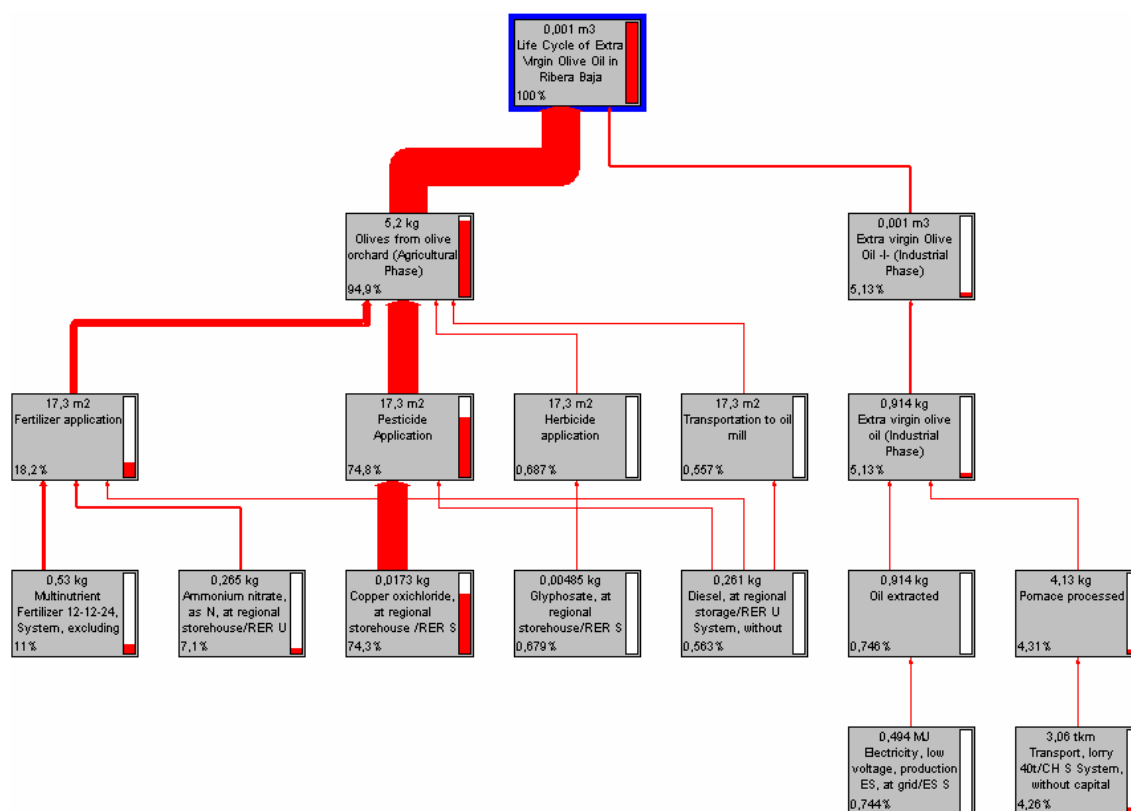 0,001 m3
Life Cycle of Extra
Virgin Olive Oil in
Ribera Baja
100%
5,2 kg
Olives from olive
orchard (Agricultural
Phase)
94,9%
0,001 m3
Extra virgin Olive
Oil -I- (Industrial
Phase)
5,13%
17,3 m2
Fertilizer application
18,2%
17,3 m2
Pesticide
Application
74,8%
17,3 m2
Herbicide
application
0,687%
17,3 m2
Transportation to oil
mill
0,557%
0,914 kg
Extra virgin olive
oil (Industrial
Phase)
5,13%
0,53 kg
Multinutrient
Fertilizer 12-12-24,
System, excluding
11%
0,265 kg
Ammonium nitrate,
as N, at regional
storehouse/RER U
7,1%
0,0173 kg
Copper oxichloride,
at regional
storehouse /RER S
74,3%
0,00485 kg
Glyphosate, at
regional
storehouse/RER S
0,679%
0,261 kg
Diesel, at regional
storage/RER U
System, without
0,563%
0,914 kg
Oil extracted
0,746%
4,13 kg
Pomace processed
4,31%
0,494 MJ
Electricity, low
voltage, production
ES, at grid/ES S
0,744%
3,06 tkm
Transport, lorry
40t/CH S System,
without capital
4,26%